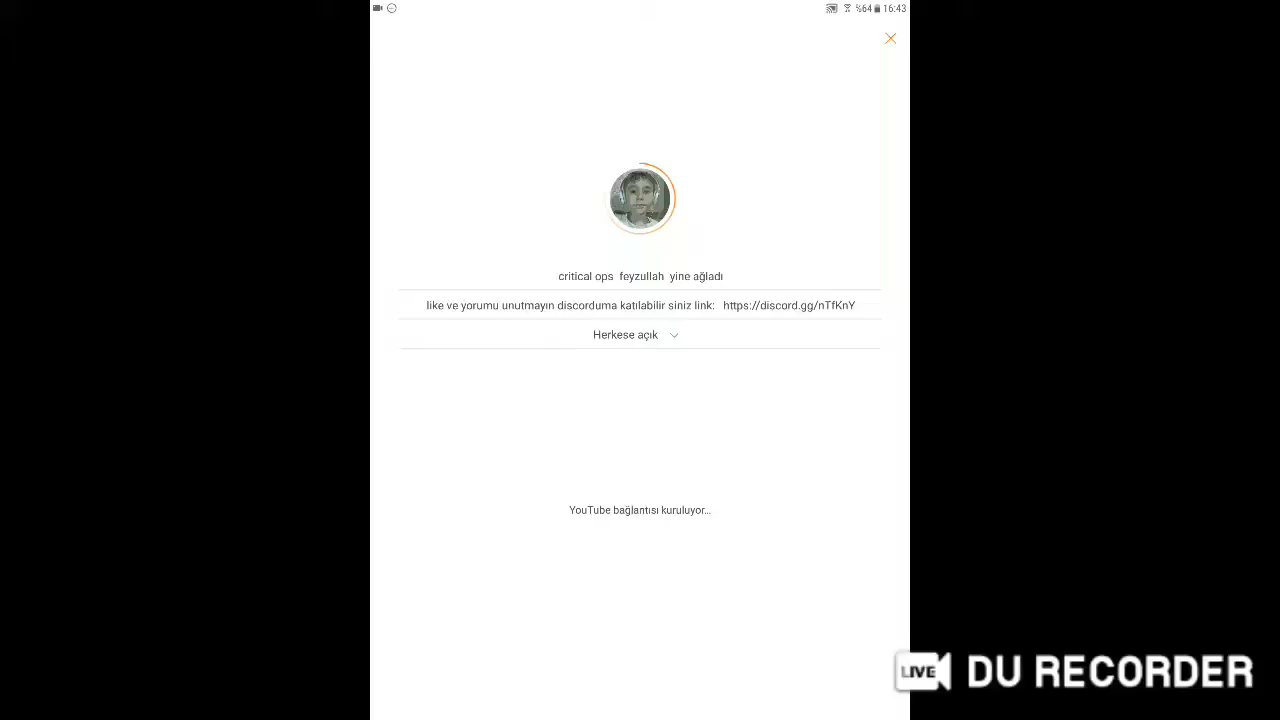 %64 16:43
critical ops feyzullah yine ağladı
like ve yorumu unutmayın discorduma katılabilir siniz link: https://discord.gg/nTfKnY
Herkese açık
YouTube bağlantısı kuruluyor...
LIVE DU RECORDER